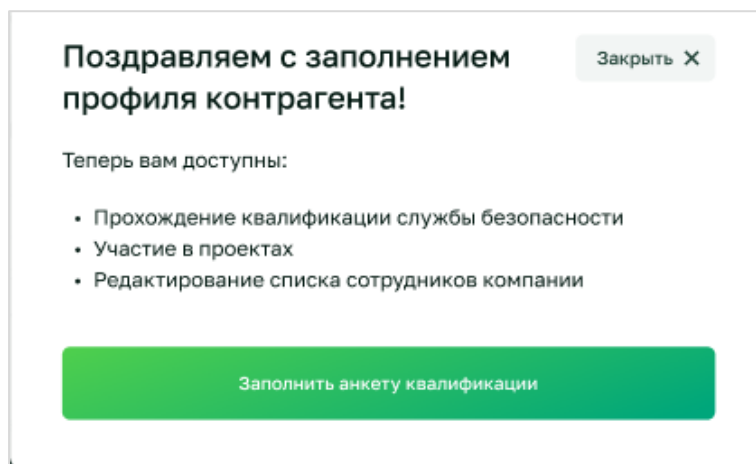 Поздравляем с заполнением
Закрыть ✕
профиля контрагента!
Теперь вам доступны:
• Прохождение квалификации службы безопасности
• Участие в проектах
• Редактирование списка сотрудников компании
Заполнить анкету квалификации